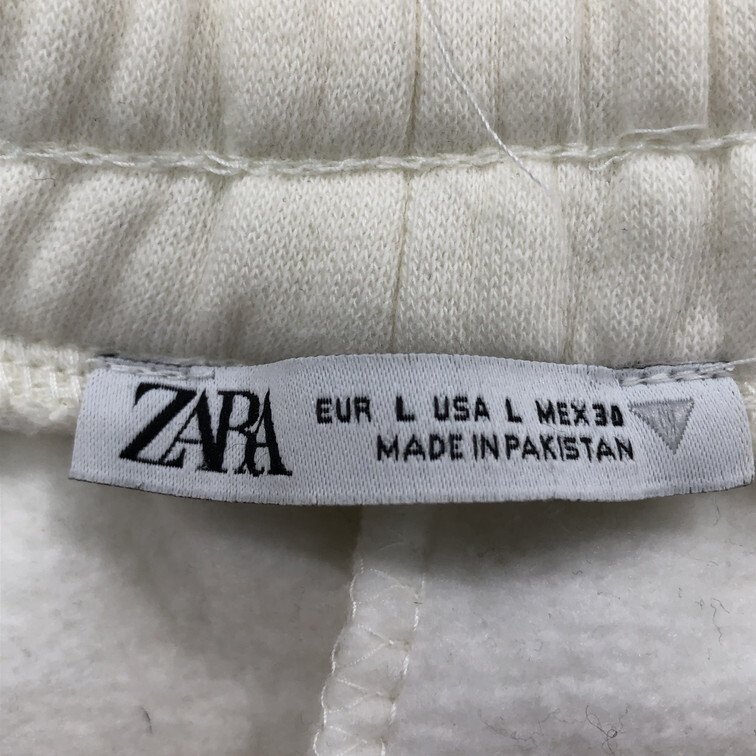 ZARA
EUR L USA L MEX 30
MADE IN PAKISTAN